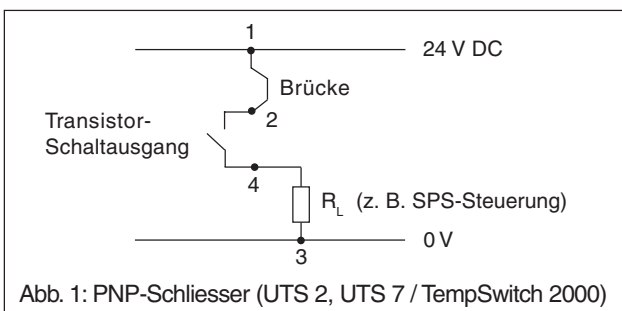 1
24 V DC
Brücke
2
Transistor-
Schaltausgang
4
R_L (z. B. SPS-Steuerung)
0 V
3
Abb. 1: PNP-Schliesser (UTS 2, UTS 7 / TempSwitch 2000)